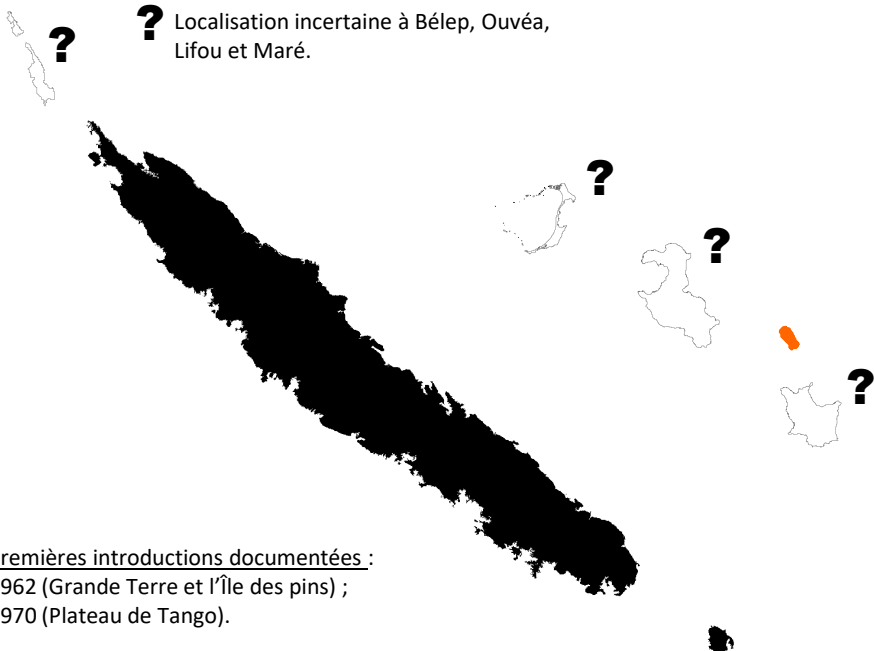 ? Localisation incertaine à Bélep, Ouvéa,
Lifou et Maré.
?
?
?
?
remières introductions documentées :
962 (Grande Terre et l'Île des pins) ;
970 (Plateau de Tango).